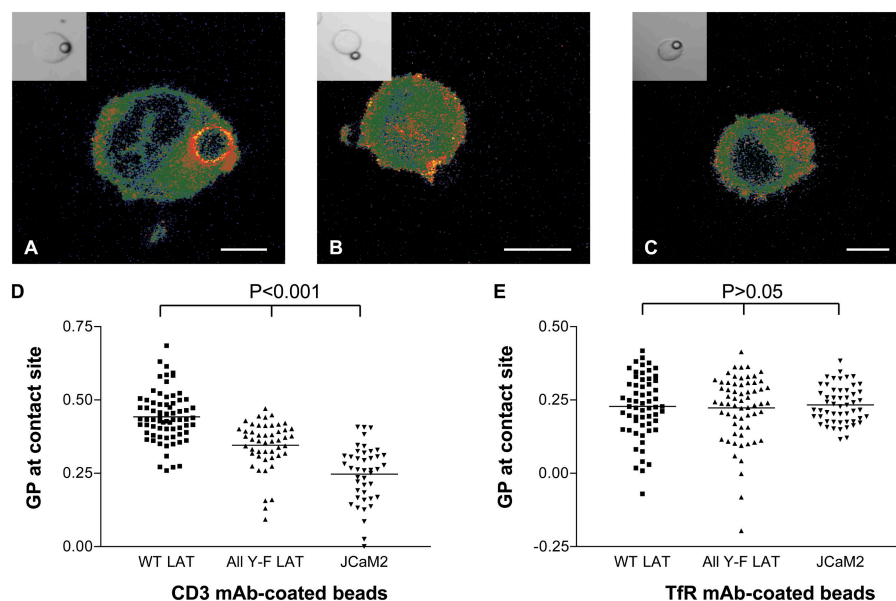 A
B
C
D
P<0.001
GP at contact site
0.75
0.50
0.25
0.00
WT LAT
All Y-F LAT
JCaM2
CD3 mAb-coated beads
E
P>0.05
GP at contact site
0.50
0.25
0.00
-0.25
WT LAT
All Y-F LAT
JCaM2
TfR mAb-coated beads